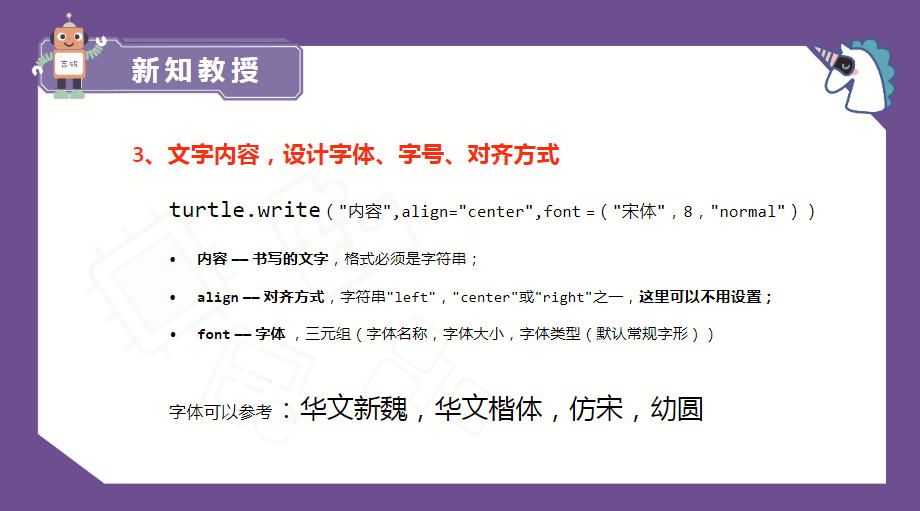 新知教授
3、文字内容，设计字体、字号、对齐方式
turtle.write（"内容",align="center",font =（"宋体"，8，"normal"））
• 内容 —— 书写的文字，格式必须是字符串；
• align —— 对齐方式，字符串"left"，"center"或"right"之一，这里可以不用设置；
• font —— 字体 ，三元组（字体名称，字体大小，字体类型（默认常规字形））
字体可以参考：华文新魏，华文楷体，仿宋，幼圆